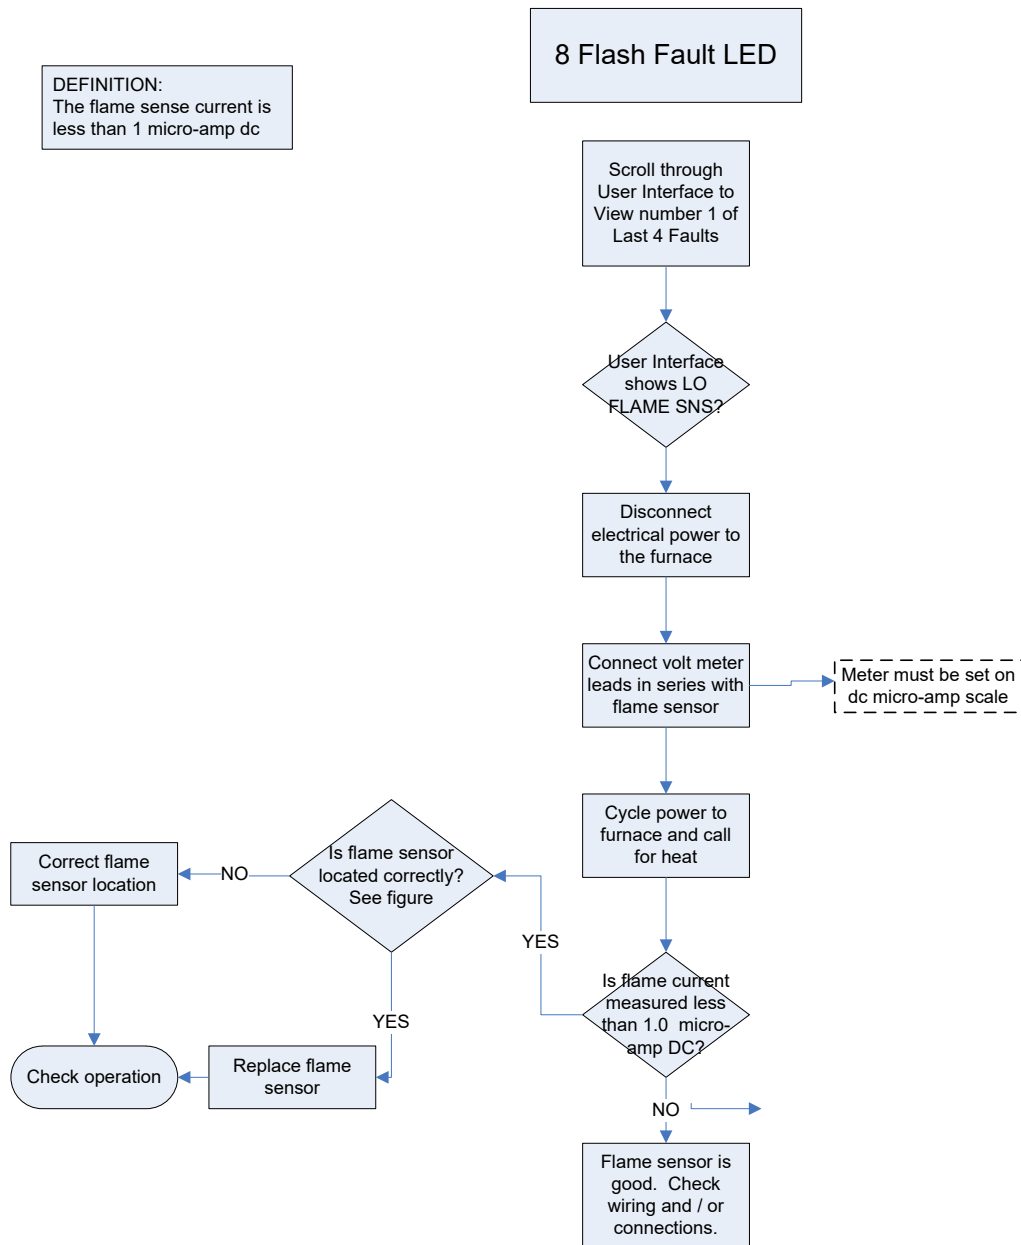 8 Flash Fault LED
DEFINITION:
The flame sense current is
less than 1 micro-amp dc
Scroll through
User Interface to
View number 1 of
Last 4 Faults
User Interface
shows LO
FLAME SNS?
Disconnect
electrical power to
the furnace
Connect volt meter
leads in series with
flame sensor
Meter must be set on
dc micro-amp scale
Cycle power to
furnace and call
for heat
Is flame sensor
located correctly?
See figure
NO
Correct flame
sensor location
YES
Is flame current
measured less
than 1.0 micro-
amp DC?
YES
Replace flame
sensor
Check operation
NO
Flame sensor is
good. Check
wiring and / or
connections.